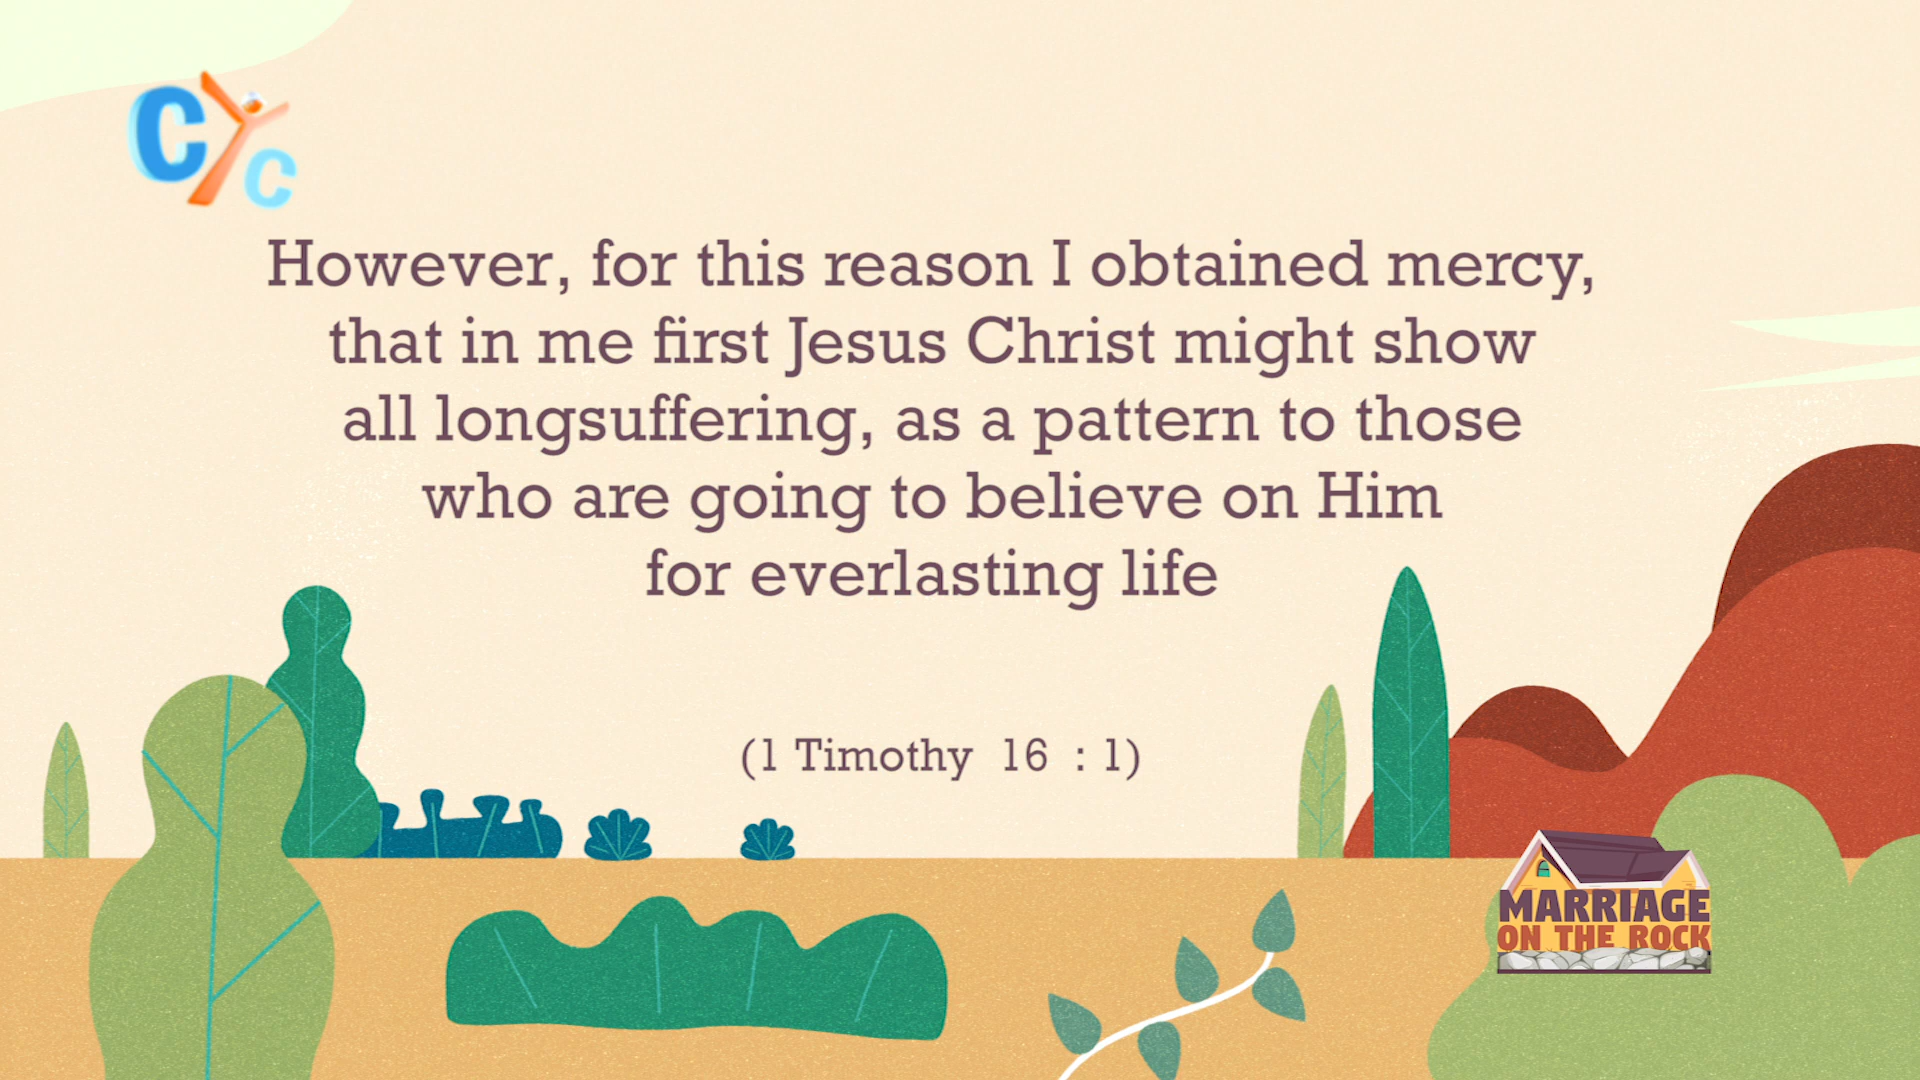 CYC
However, for this reason I obtained mercy,
that in me first Jesus Christ might show
all longsuffering, as a pattern to those
who are going to believe on Him
for everlasting life
(1 Timothy 16 : 1)
MARRIAGE
ON THE ROCK